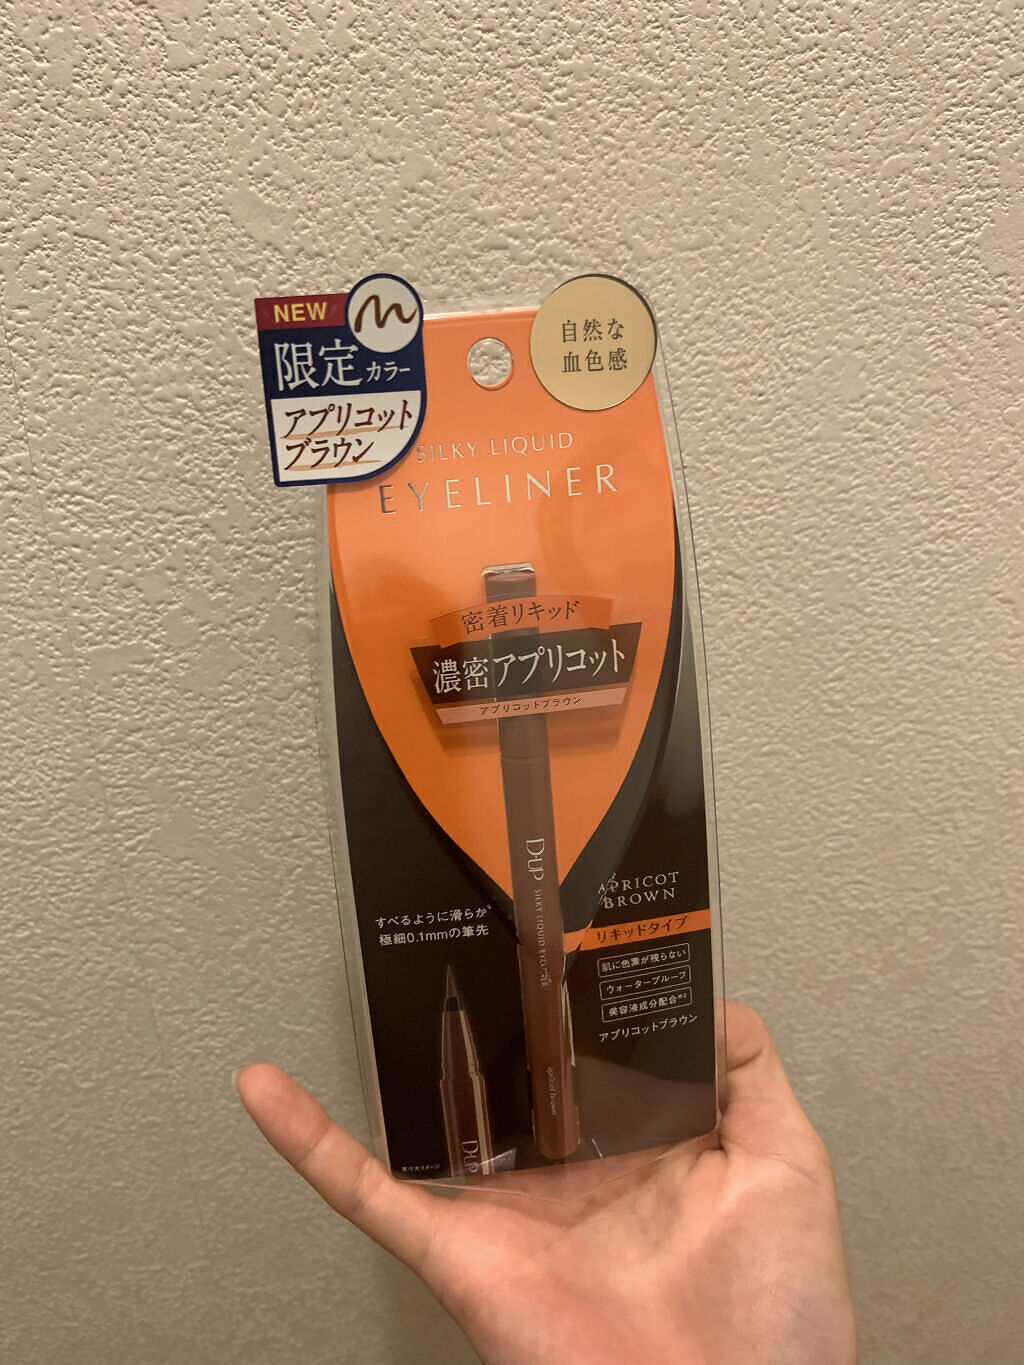 NEW
限定カラー
アプリコット
ブラウン
自然な
血色感
SILKY LIQUID
EYELINER
密着リキッド
濃密アプリコット
アプリコットブラウン
D-UP SILKY LIQUID EYELINER
apricot brown
すべるように滑らか
極細0.1mmの筆先
APRICOT
BROWN
リキッドタイプ
肌に色素が残らない
ウォータープルーフ
美容液成分配合※2
アプリコットブラウン
D-UP